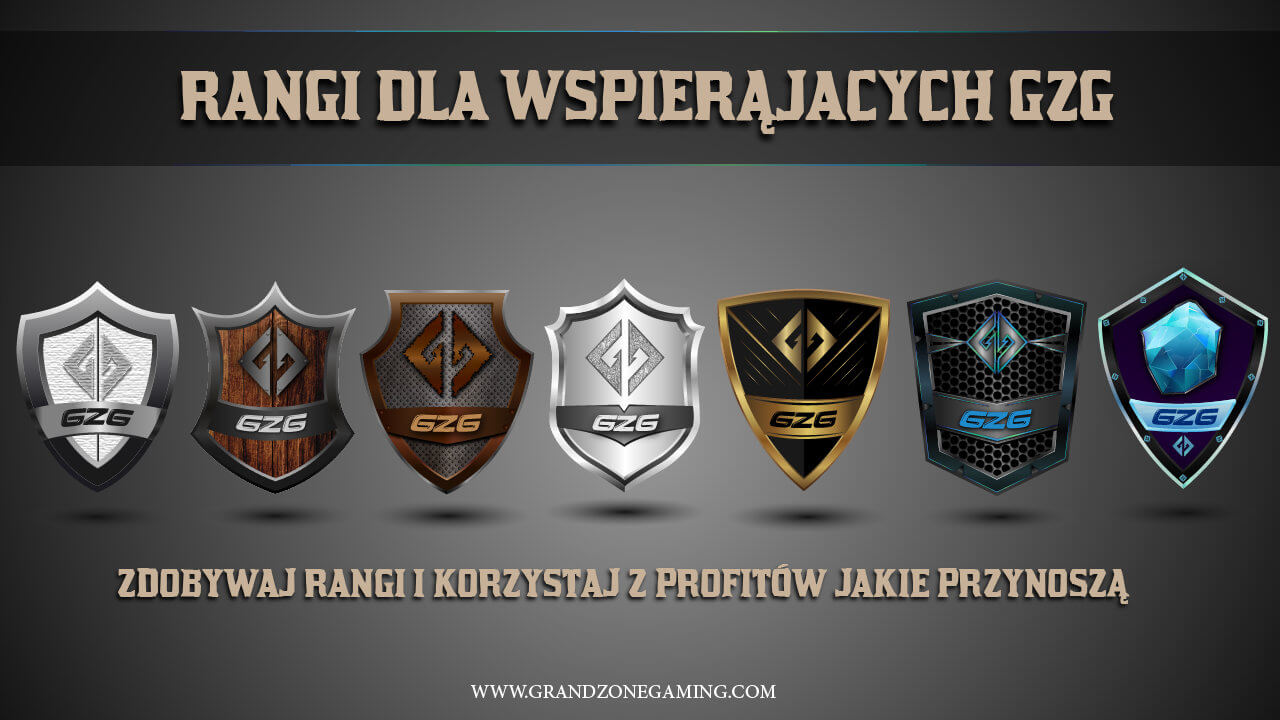 RANGI DLA WSPIERĄJACYCH GZG
GZG GZG GZG GZG GZG GZG GZG
ZDOBYWAJ RANGI I KORZYSTAJ Z PROFITÓW JAKIE PRZYNOSZĄ
WWW.GRANDZONEGAMING.COM